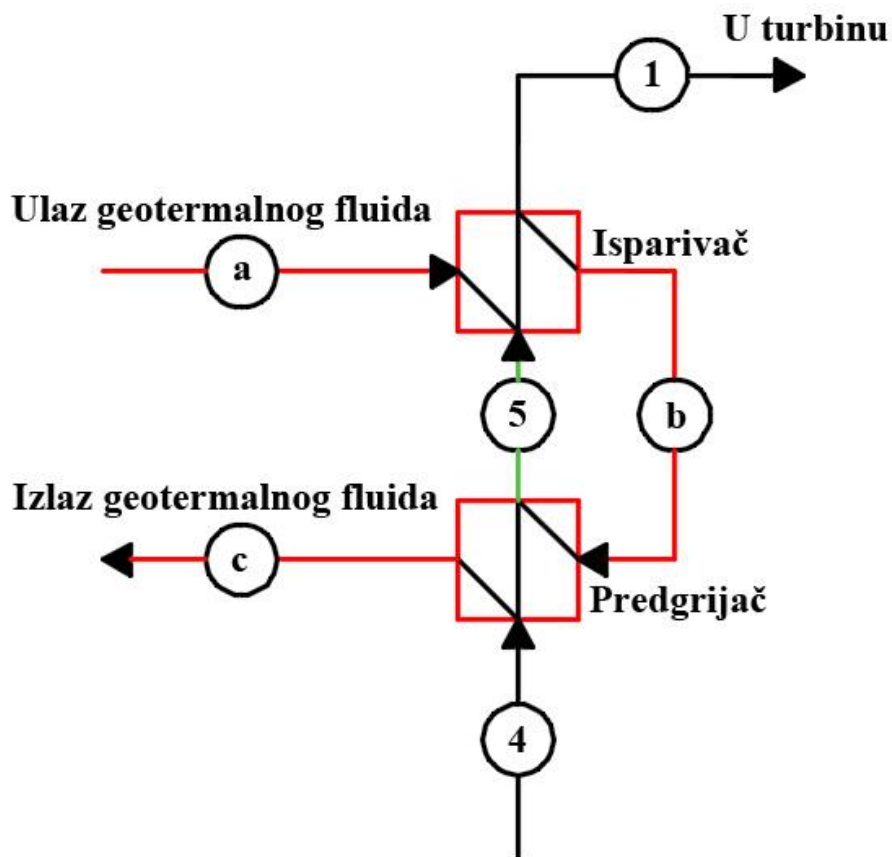 U turbinu
1
Ulaz geotermalnog fluida
a
Isparivač
5
b
Izlaz geotermalnog fluida
c
Predgrijač
4